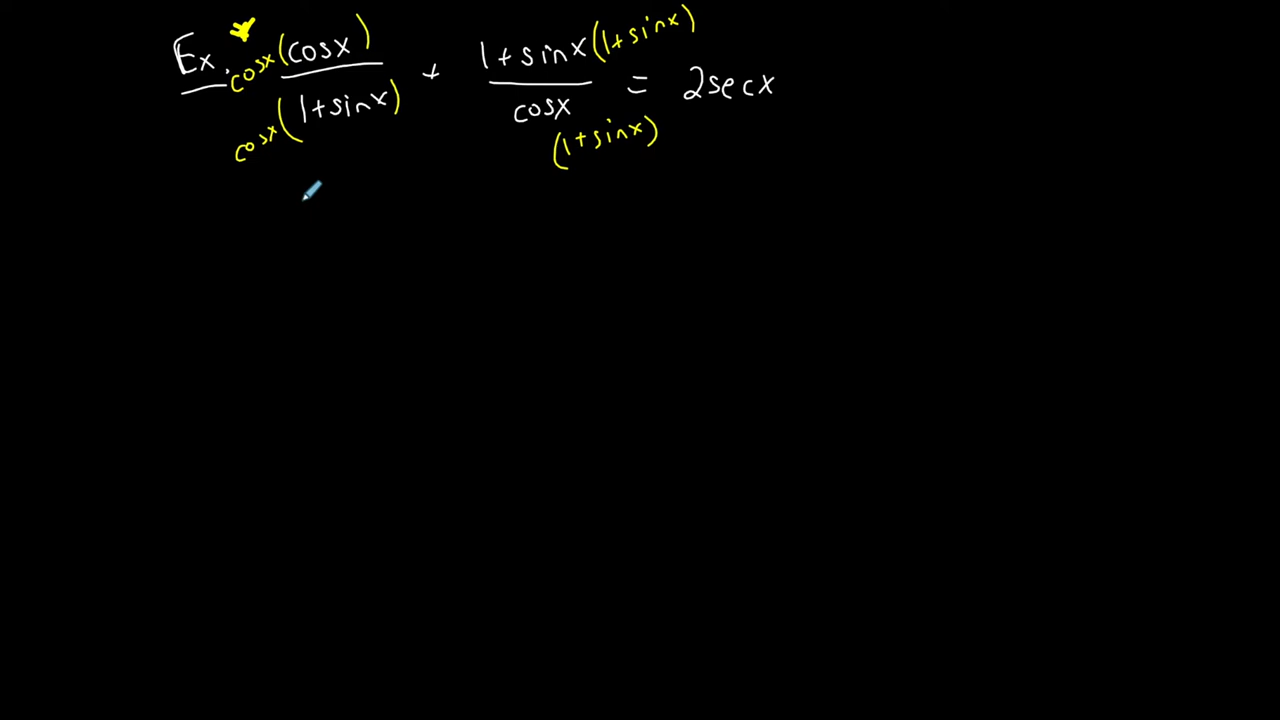 Ex. cosx(cosx) / cosx(1+sinx) + 1+sinx(1+sinx) / cosx(1+sinx) = 2secx